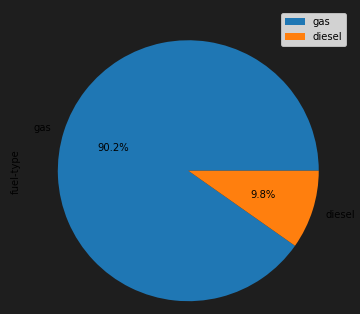 gas
diesel
gas
90.2%
fuel-type
9.8%
diesel